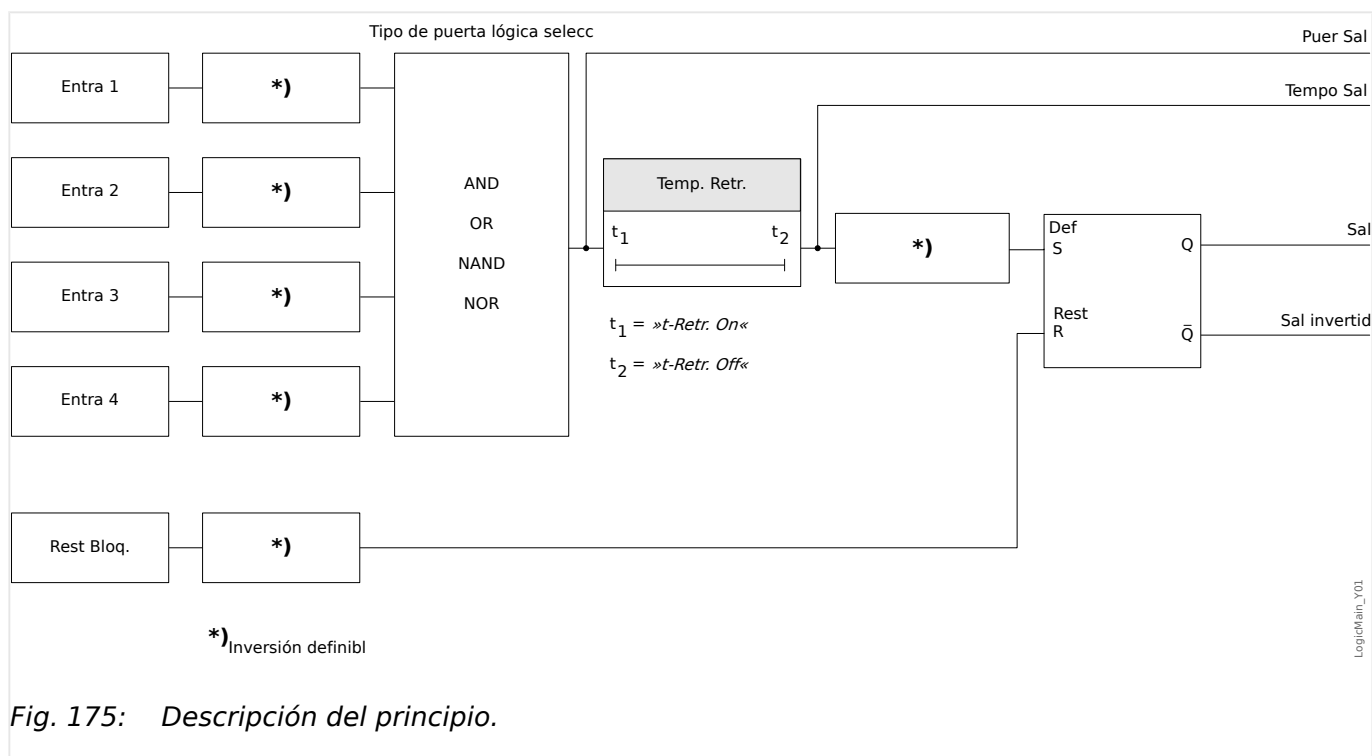 Tipo de puerta lógica selecc
Puer Sal
Entra 1
*)
Tempo Sal
Entra 2
*)
AND
OR
NAND
NOR
Temp. Retr.
t1
t2
*)
Def
S
Q
Sal
Entra 3
*)
Rest
R
Q̅
Sal invertid
t1 = »t-Retr. On«
t2 = »t-Retr. Off«
Entra 4
*)
Rest Bloq.
*)
*)Inversión definibl
LogicMain_Y01
Fig. 175: Descripción del principio.